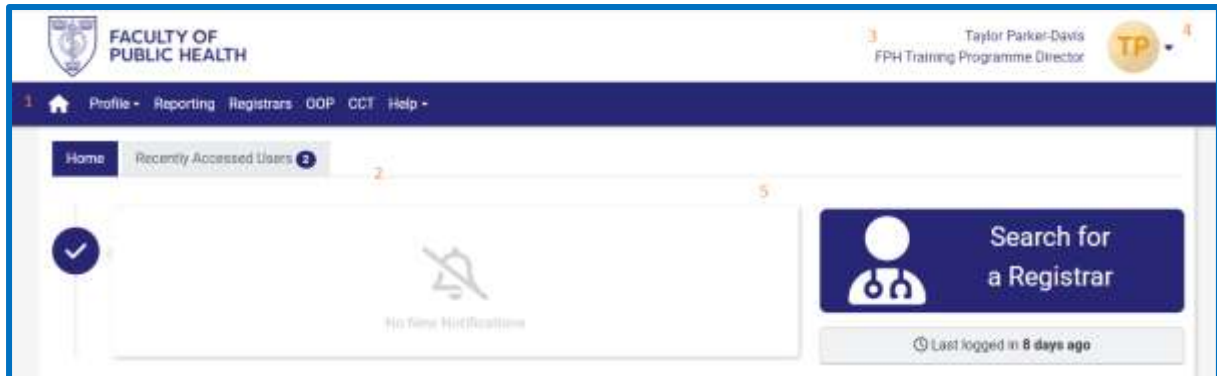 FACULTY OF
PUBLIC HEALTH
3
Taylor Parker-Davis
FPH Training Programme Director
TP
4
1
Profile
Reporting
Registrars
OOP
CCT
Help
Home
Recently Accessed Users 2
2
5
No New Notifications
Search for
a Registrar
Last logged in 8 days ago